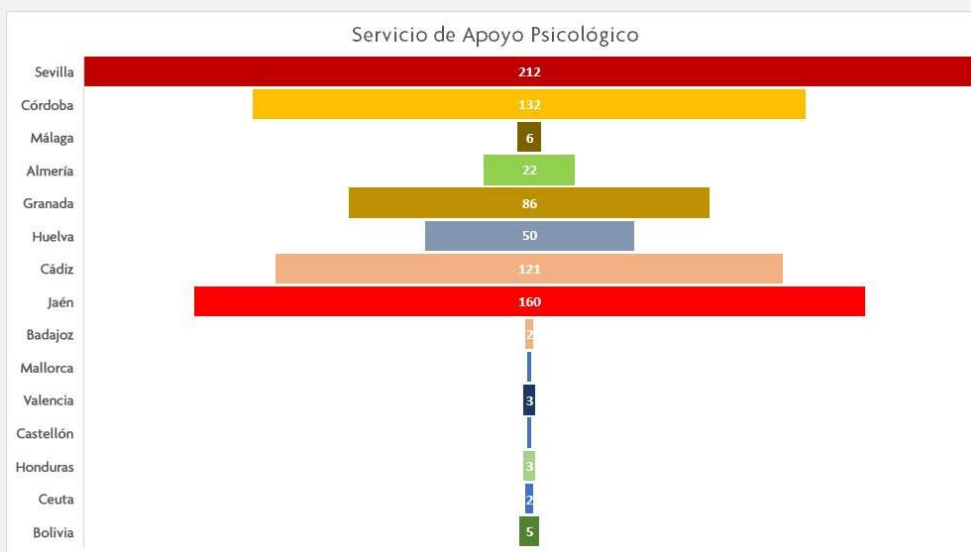 Servicio de Apoyo Psicológico
Sevilla 212
Córdoba 132
Málaga 6
Almería 22
Granada 86
Huelva 50
Cádiz 121
Jaén 160
Badajoz 2
Mallorca
Valencia 3
Castellón
Honduras 3
Ceuta 2
Bolivia 5